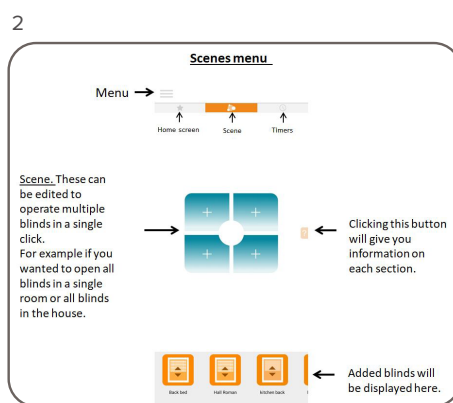 2
Scenes menu
Menu
Home screen
Scene
Timers
Scene. These can
be edited to
operate multiple
blinds in a single
click.
For example if you
wanted to open all
blinds in a single
room or all blinds
in the house.
Clicking this button
will give you
information on
each section.
Back bed
Hall Roman
kitchen back
Added blinds will
be displayed here.